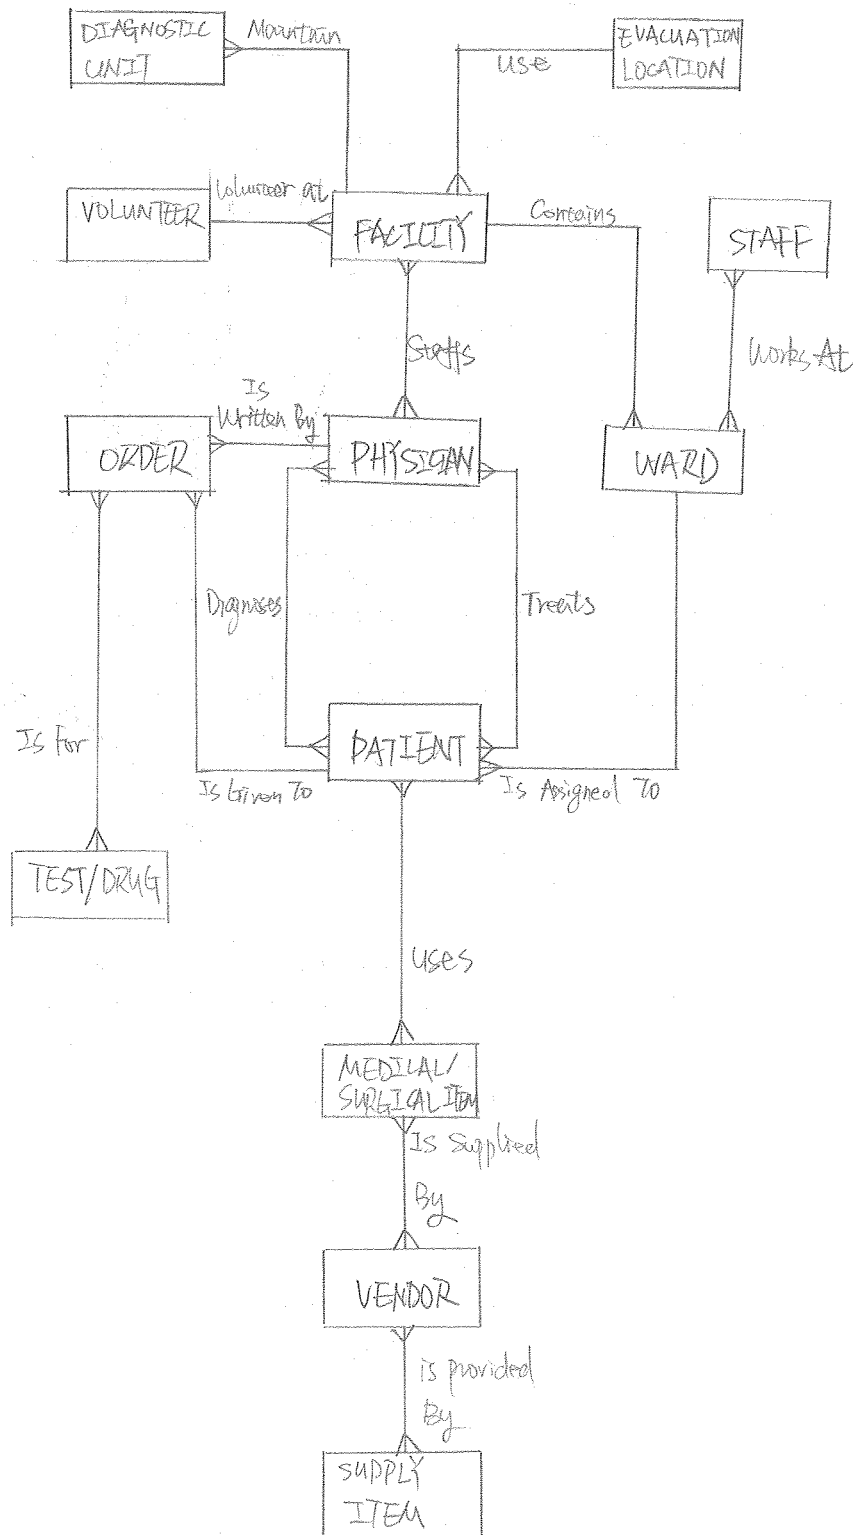 DIAGNOSTIC
UNIT
Mountain
USE
EVACUATION
LOCATION
VOLUNTEER
Volunteer at
FACILITY
Contains
STAFF
Staffs
Works At
Is
Written By
ORDER
PHYSICIAN
WARD
Diagnoses
Treats
Is For
PATIENT
Is Given To
Is Assigned To
TEST/DRUG
uses
MEDICAL/
SURGICAL ITEM
Is Supplied
By
VENDOR
is provided
By
SUPPLY
ITEM